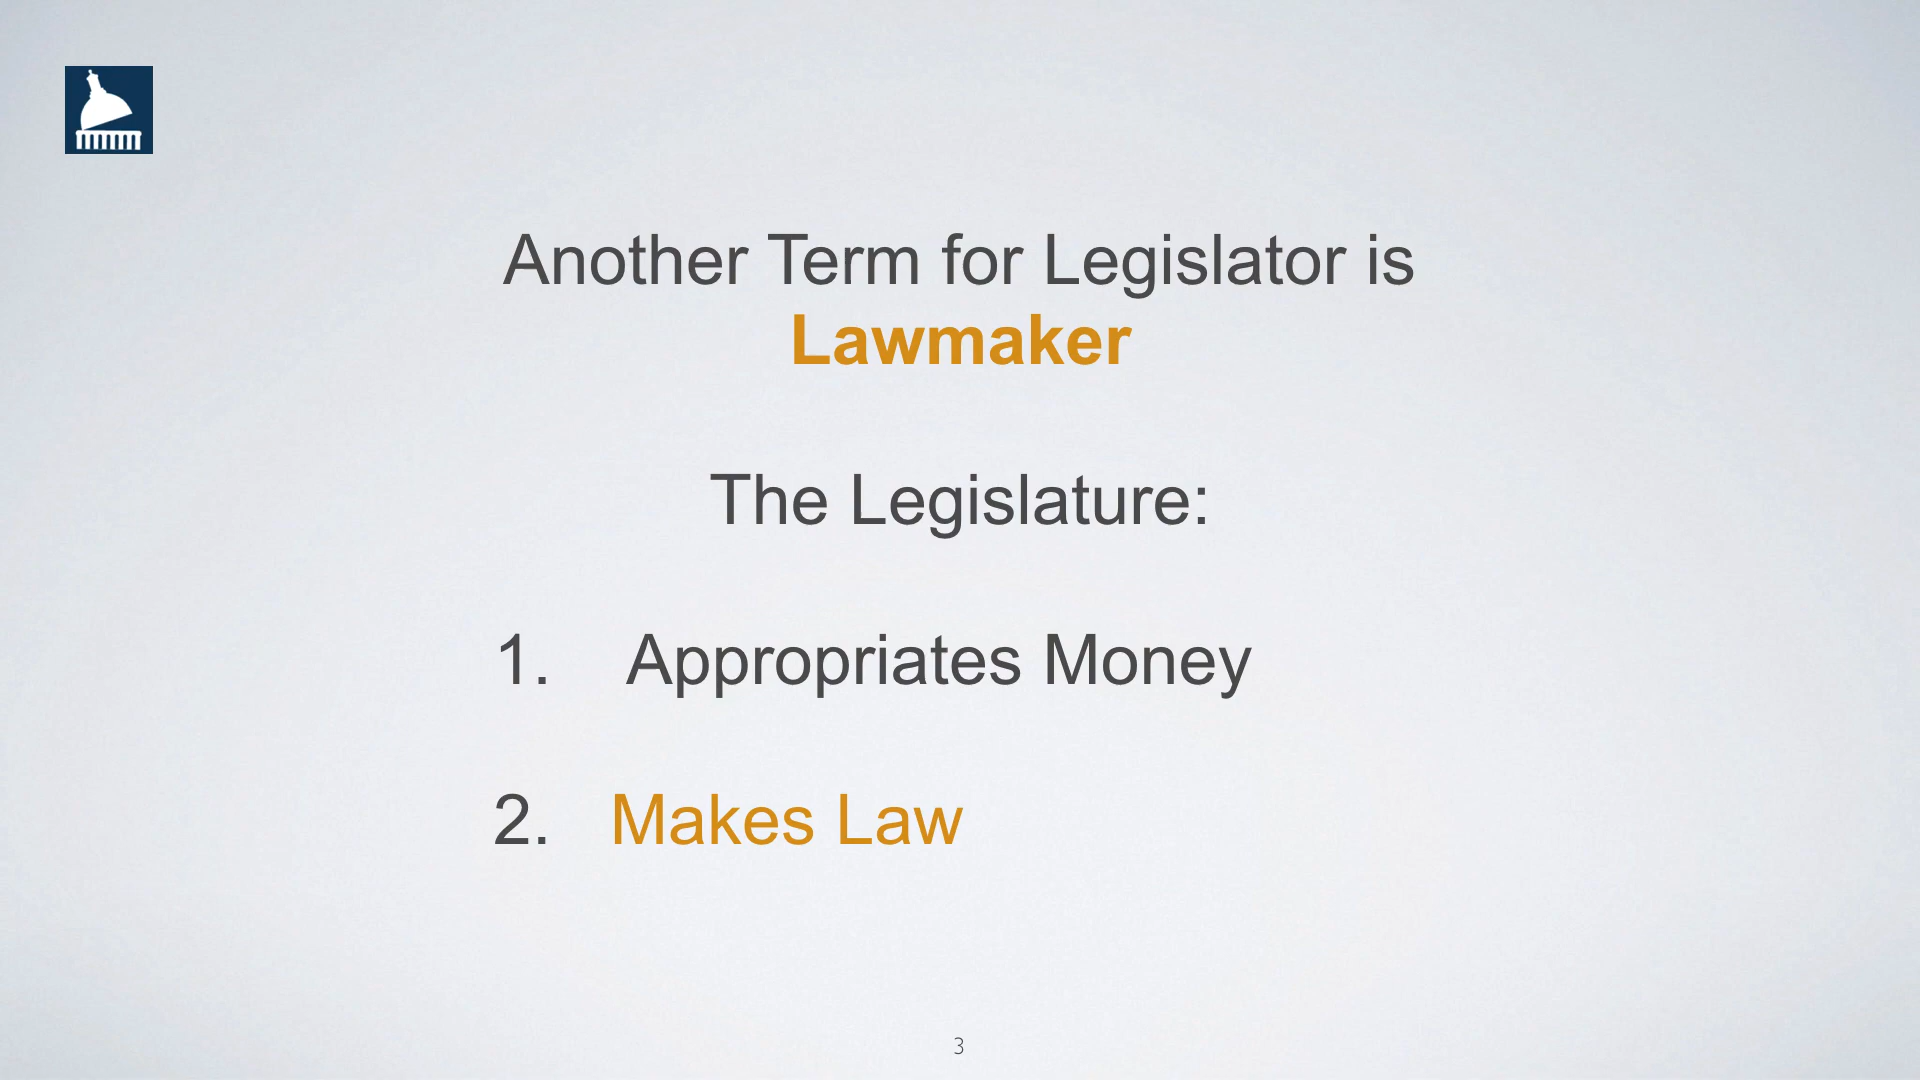 Another Term for Legislator is
Lawmaker
The Legislature:
1. Appropriates Money
2. Makes Law
3